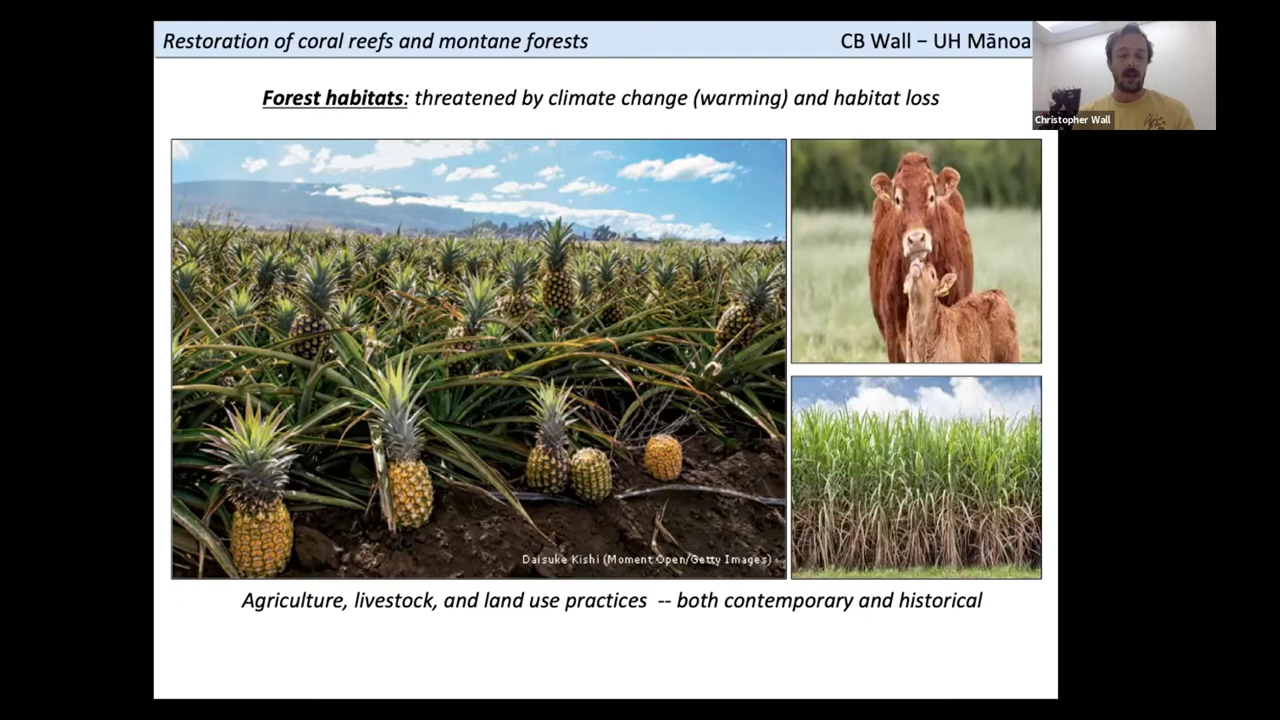 Restoration of coral reefs and montane forests
CB Wall – UH Mānoa
Christopher Wall
Forest habitats: threatened by climate change (warming) and habitat loss
Daisuke Kishi (Moment Open/Getty Images)
Agriculture, livestock, and land use practices -- both contemporary and historical